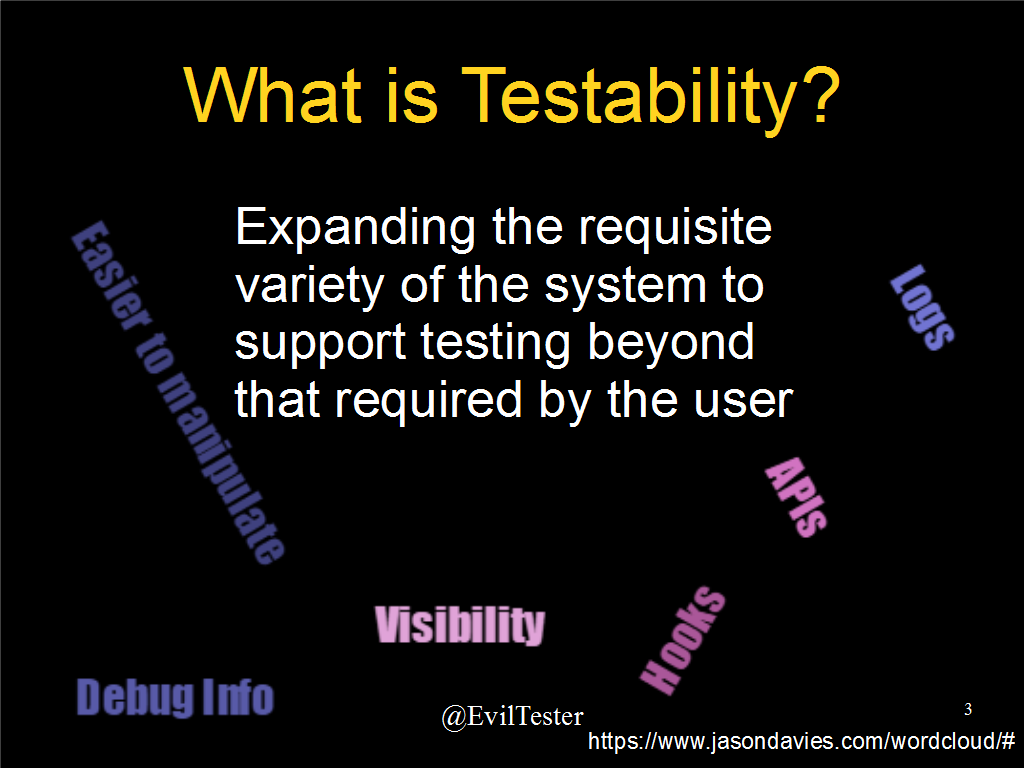 What is Testability?
Expanding the requisite
variety of the system to
support testing beyond
that required by the user
Easier to manipulate
Logs
APIs
Visibility
Hooks
Debug Info
@EvilTester
3
https://www.jasondavies.com/wordcloud/#